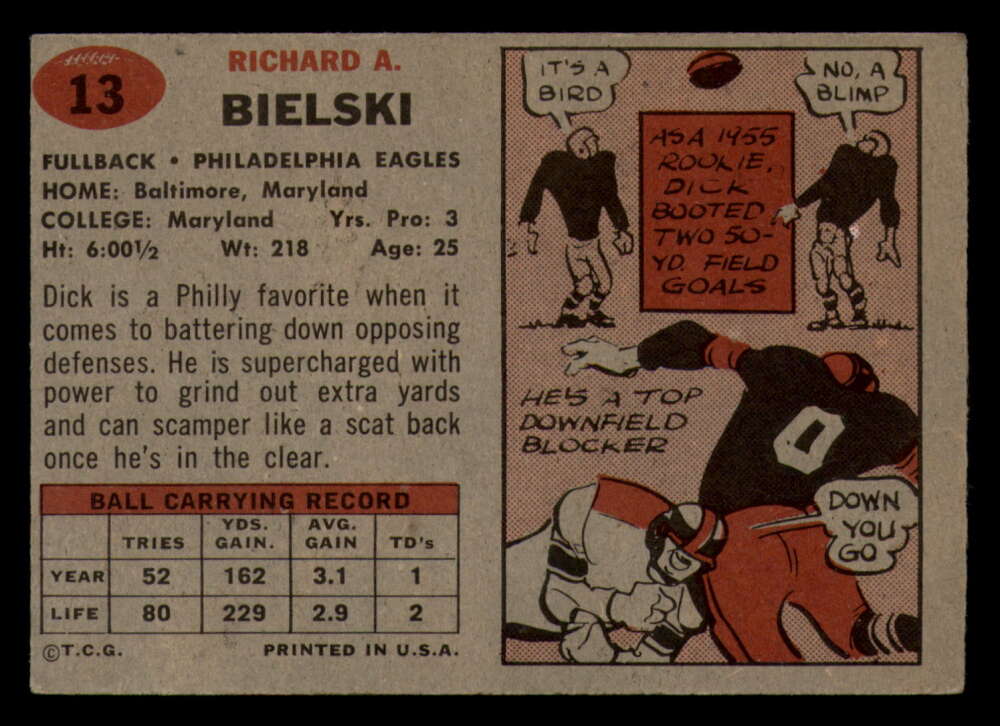 13
RICHARD A.
BIELSKI
FULLBACK • PHILADELPHIA EAGLES
HOME: Baltimore, Maryland
COLLEGE: Maryland Yrs. Pro: 3
Ht: 6:00½ Wt: 218 Age: 25
Dick is a Philly favorite when it
comes to battering down opposing
defenses. He is supercharged with
power to grind out extra yards
and can scamper like a scat back
once he's in the clear.
BALL CARRYING RECORD
TRIES YDS. GAIN. AVG. GAIN TD's
YEAR 52 162 3.1 1
LIFE 80 229 2.9 2
©T.C.G. PRINTED IN U.S.A.
IT'S A
BIRD
NO, A
BLIMP
AS A 1955
ROOKIE,
DICK
BOOTED
TWO 50-
YD. FIELD
GOALS
HE'S A TOP
DOWNFIELD
BLOCKER
0
DOWN
YOU
GO